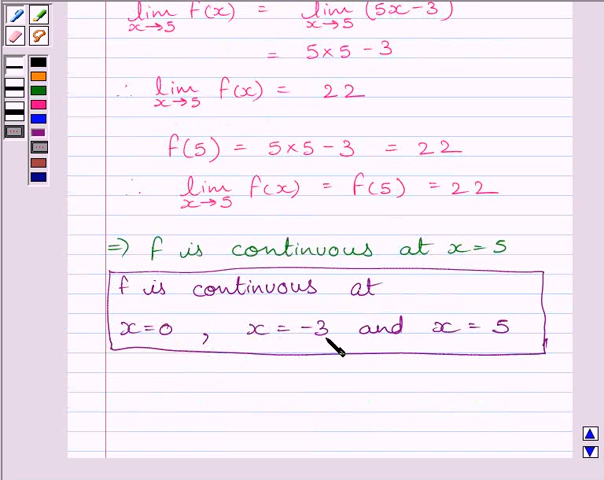 lim f(x) = lim (5x-3)
x→5 x→5
= 5×5-3
∴ lim f(x) = 22
x→5
f(5) = 5×5-3 = 22
∴ lim f(x) = f(5) = 22
x→5
⇒ f is continuous at x=5
f is continuous at
x=0, x=-3 and x=5